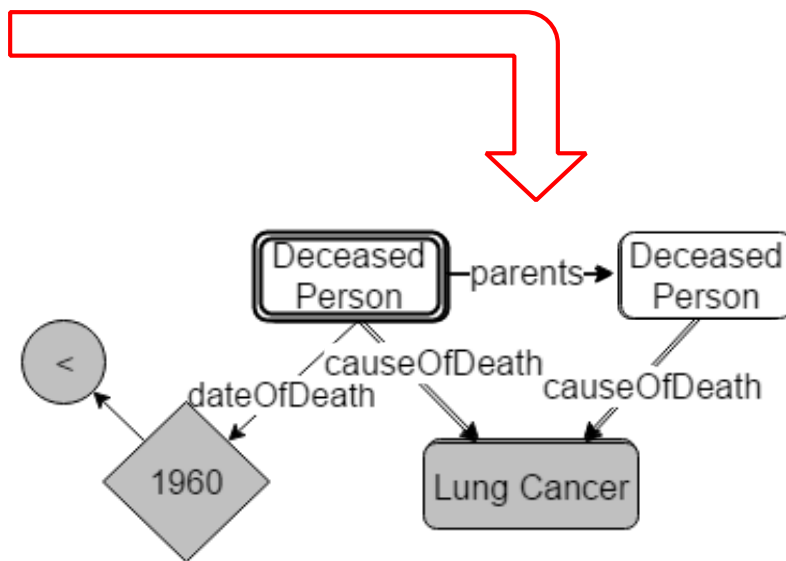 Deceased
Person
parents
Deceased
Person
<
dateOfDeath
causeOfDeath
causeOfDeath
1960
Lung Cancer